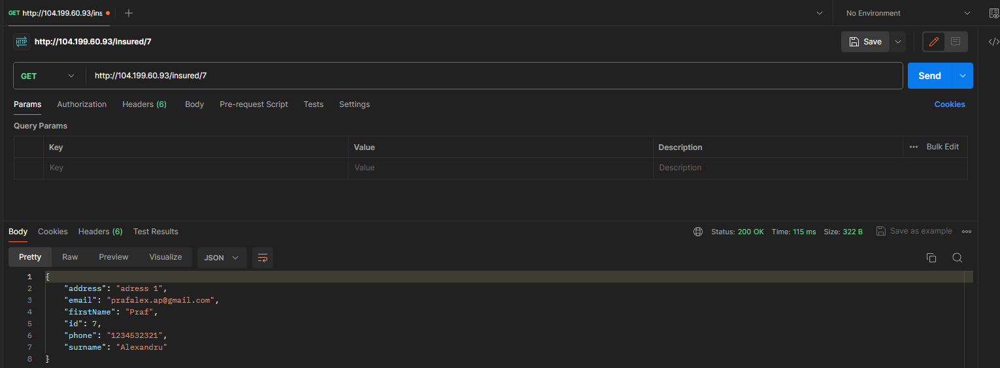 GET http://104.199.60.93/ins
No Environment
HTTP http://104.199.60.93/insured/7
Save
GET http://104.199.60.93/insured/7
Send
Params Authorization Headers (6) Body Pre-request Script Tests Settings Cookies
Query Params
Key Value Description Bulk Edit
Key Value Description
Body Cookies Headers (6) Test Results Status: 200 OK Time: 115 ms Size: 322 B Save as example
Pretty Raw Preview Visualize JSON
1 {
2 "address": "adress 1",
3 "email": "prafalex.ap@gmail.com",
4 "firstName": "Praf",
5 "id": 7,
6 "phone": "1234532321",
7 "surname": "Alexandru"
8 }